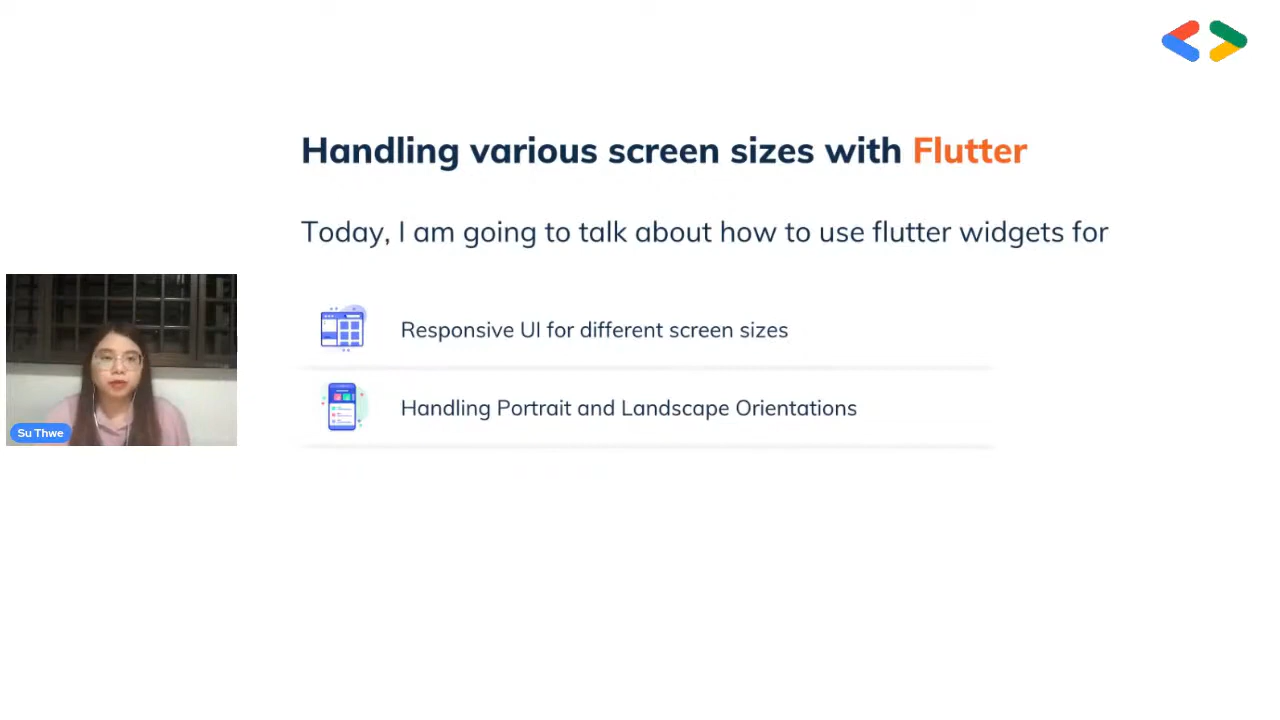 Handling various screen sizes with Flutter
Today, I am going to talk about how to use flutter widgets for
Responsive UI for different screen sizes
Handling Portrait and Landscape Orientations
Su Thwe